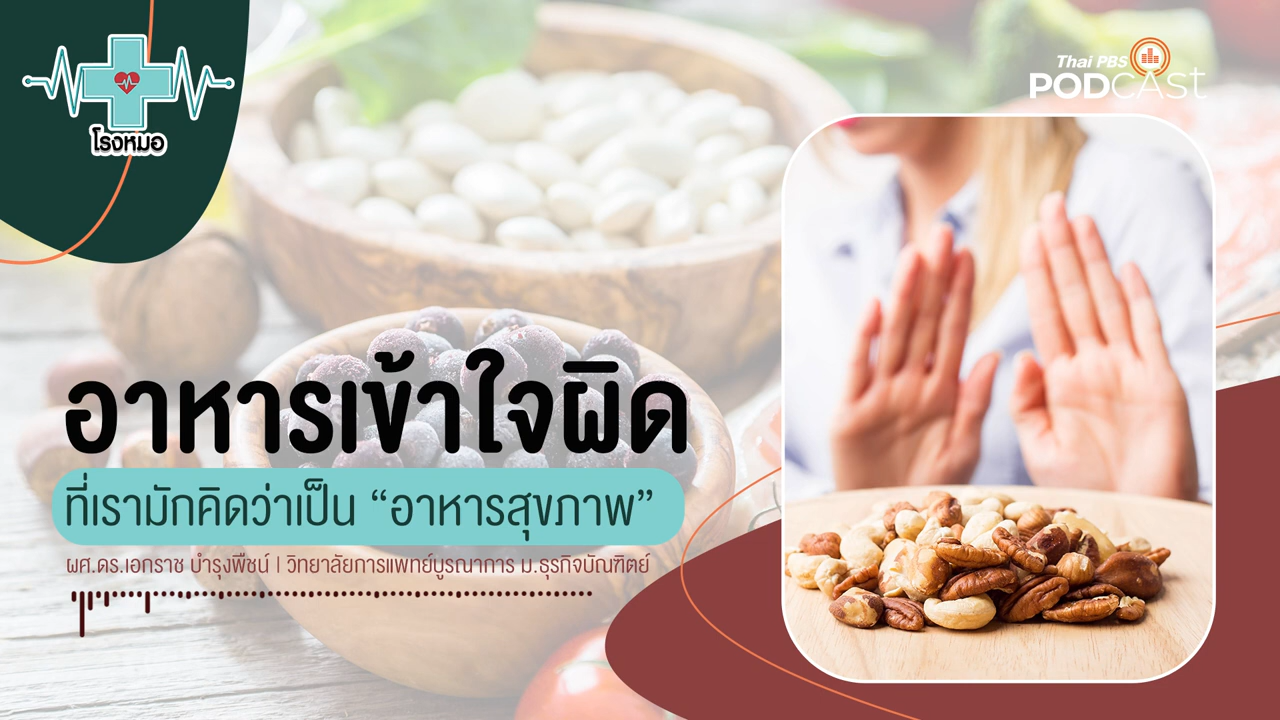 โรงหมอ
Thai PBS
PODCAST
อาหารเข้าใจผิด
ที่เรามักคิดว่าเป็น “อาหารสุขภาพ”
ผศ.ดร.เอกราช บำรุงพืชน์ | วิทยาลัยการแพทย์บูรณาการ ม.ธุรกิจบัณฑิตย์